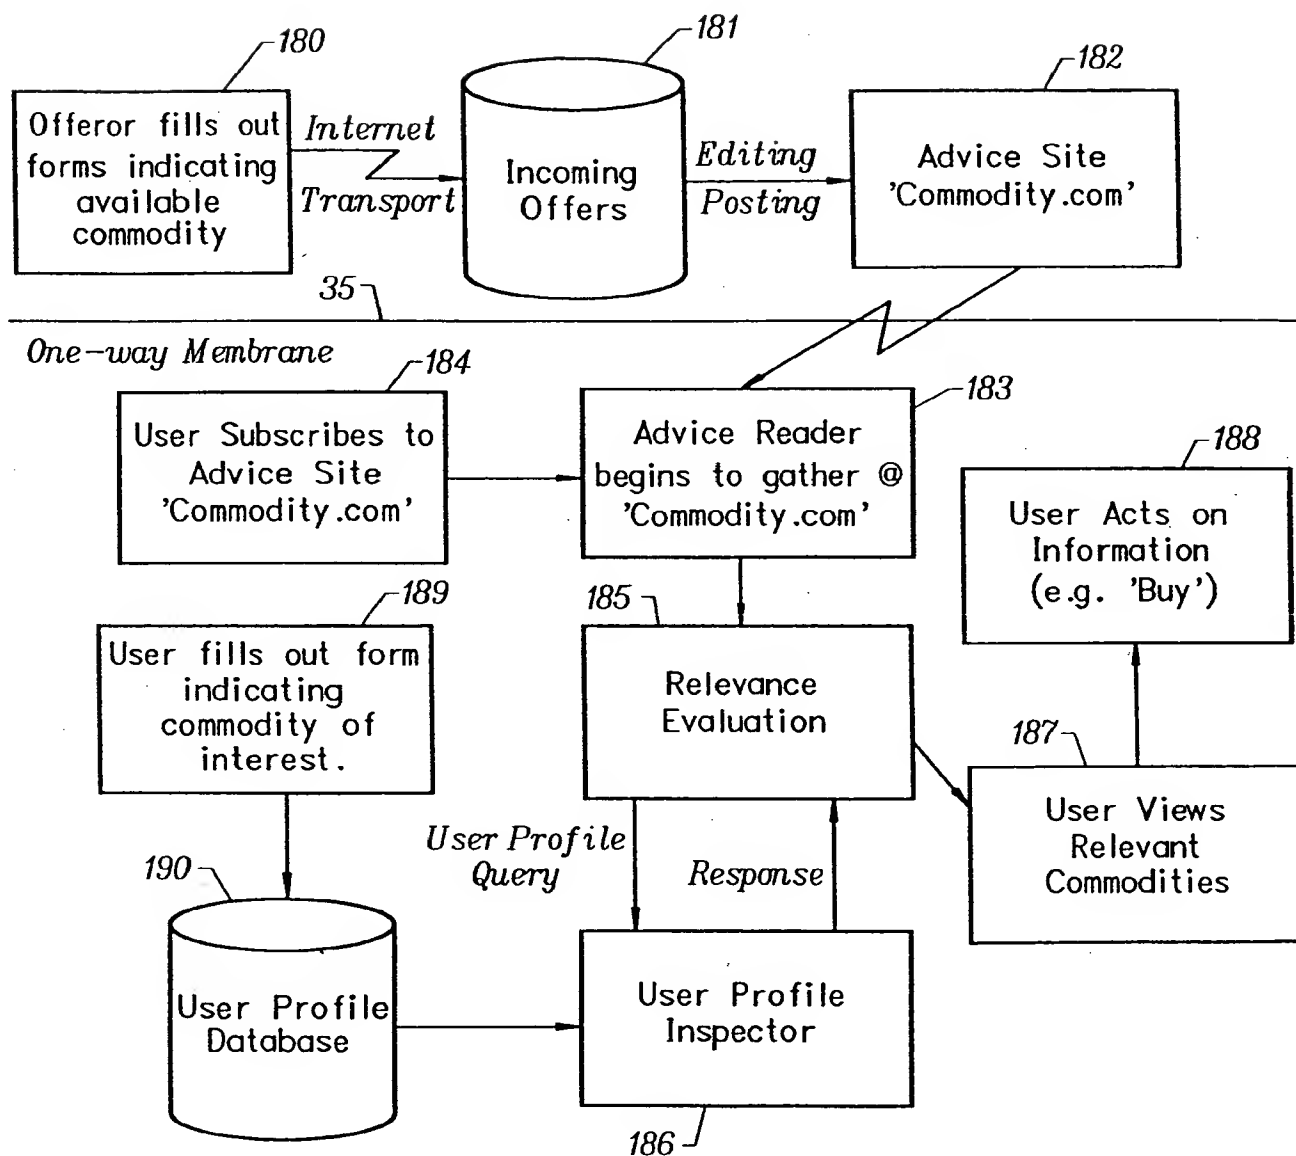 180
181
182
Offeror fills out
forms indicating
available
commodity
Internet
Transport
Incoming
Offers
Editing
Posting
Advice Site
'Commodity.com'
35
One-way Membrane
184
183
User Subscribes to
Advice Site
'Commodity.com'
Advice Reader
begins to gather @
'Commodity.com'
188
User Acts on
Information
(e.g. 'Buy')
189
185
User fills out form
indicating
commodity of
interest.
Relevance
Evaluation
187
User Views
Relevant
Commodities
User Profile
Query
Response
190
User Profile
Database
User Profile
Inspector
186